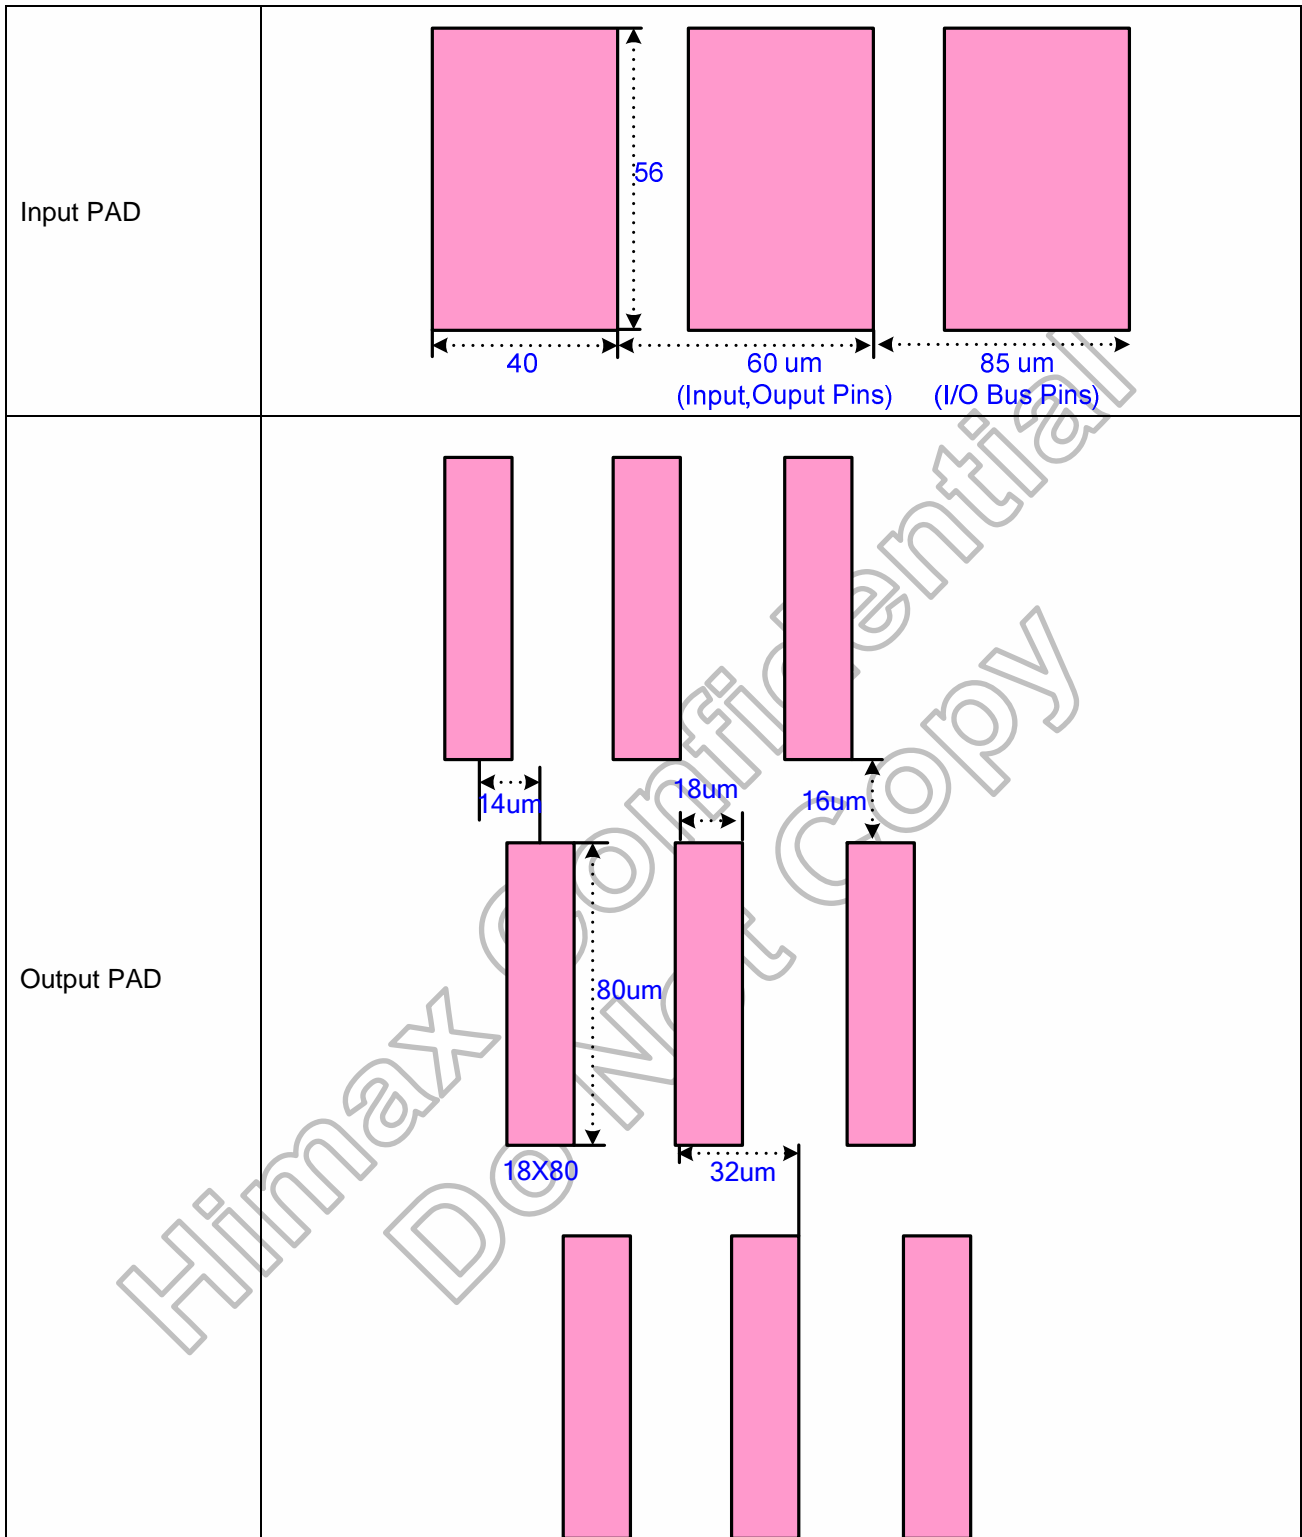 Input PAD
56
40
60 um
(Input,Ouput Pins)
85 um
(I/O Bus Pins)
14um
18um
16um
Output PAD
80um
18X80
32um
Himax Confidential
Do Not Copy